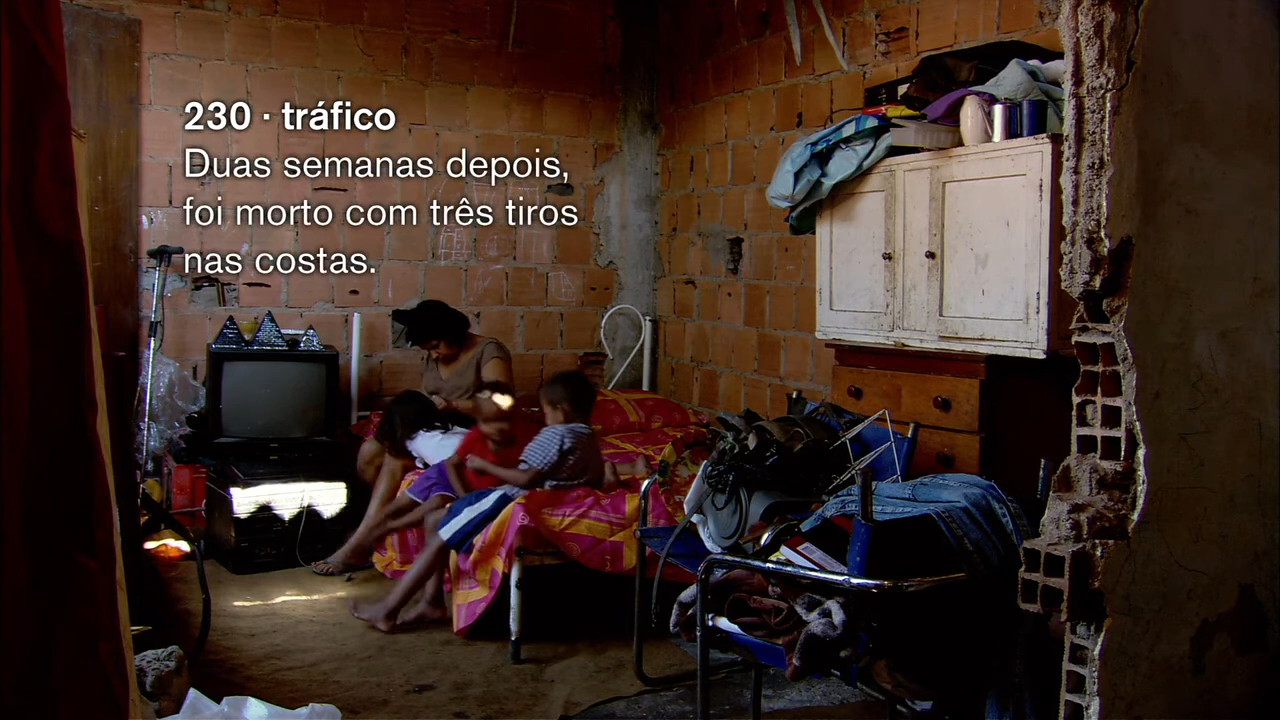 230 · tráfico
Duas semanas depois,
foi morto com três tiros
nas costas.